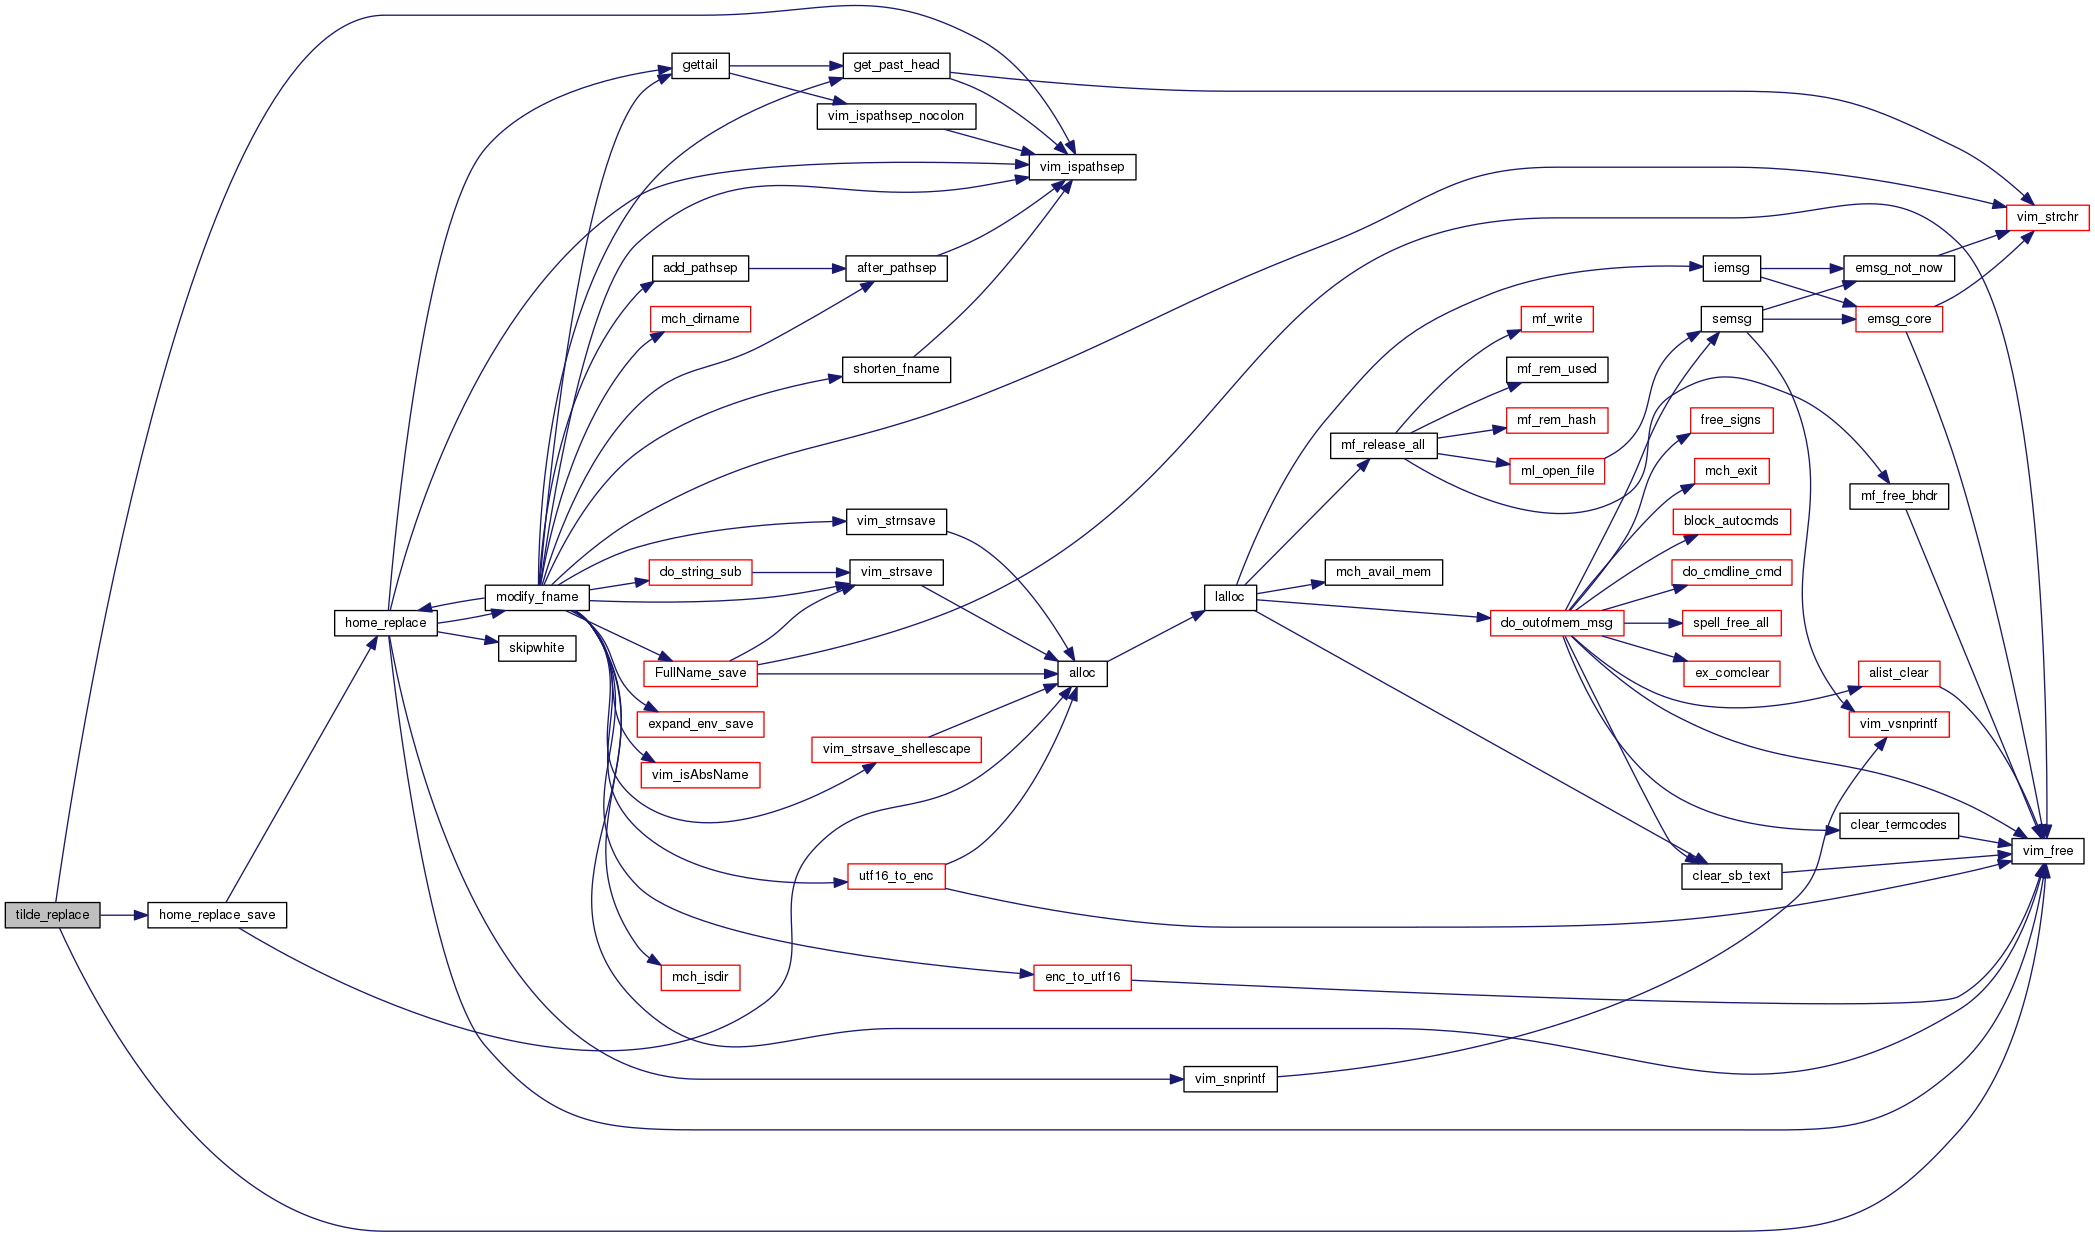 gettail
get_past_head
vim_ispathsep_nocolon
vim_ispathsep
vim_strchr
add_pathsep
after_pathsep
iemsg
emsg_not_now
mch_dirname
mf_write
semsg
emsg_core
shorten_fname
mf_rem_used
mf_rem_hash
free_signs
mf_release_all
ml_open_file
mch_exit
mf_free_bhdr
vim_strnsave
block_autocmds
do_string_sub
vim_strsave
mch_avail_mem
do_cmdline_cmd
modify_fname
lalloc
home_replace
do_outofmem_msg
spell_free_all
skipwhite
FullName_save
alloc
ex_comclear
alist_clear
expand_env_save
vim_vsnprintf
vim_strsave_shellescape
vim_isAbsName
clear_termcodes
vim_free
utf16_to_enc
clear_sb_text
tilde_replace
home_replace_save
mch_isdir
enc_to_utf16
vim_snprintf